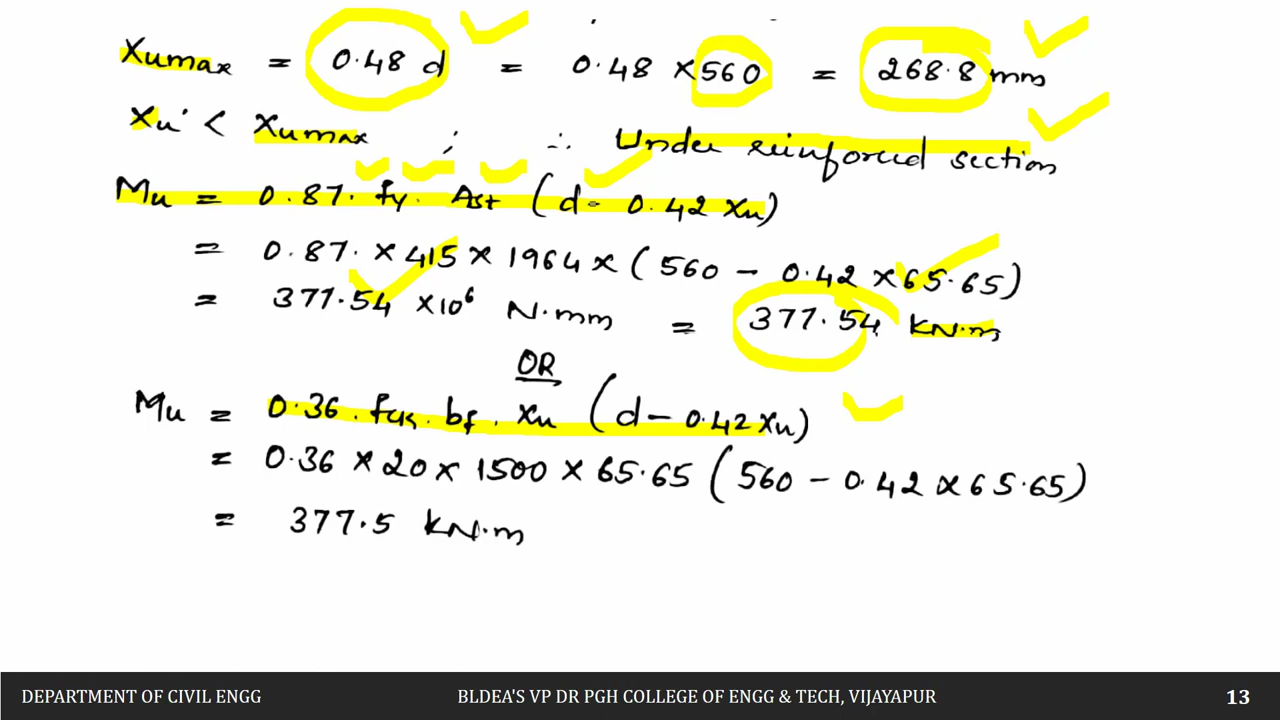 Xumax = 0.48 d = 0.48 × 560 = 268.8 mm
Xu < Xumax ; ∴ Under reinforced section
Mu = 0.87. fy. Ast (d - 0.42 Xu)
= 0.87. × 415 × 1964 × (560 - 0.42 × 65.65)
= 377.54 × 10⁶ N.mm = 377.54 KN.m
OR
Mu = 0.36. fck. bf. xu (d - 0.42 Xu)
= 0.36 × 20 × 1500 × 65.65 (560 - 0.42 × 65.65)
= 377.5 KN.m
DEPARTMENT OF CIVIL ENGG BLDEA'S VP DR PGH COLLEGE OF ENGG & TECH, VIJAYAPUR 13